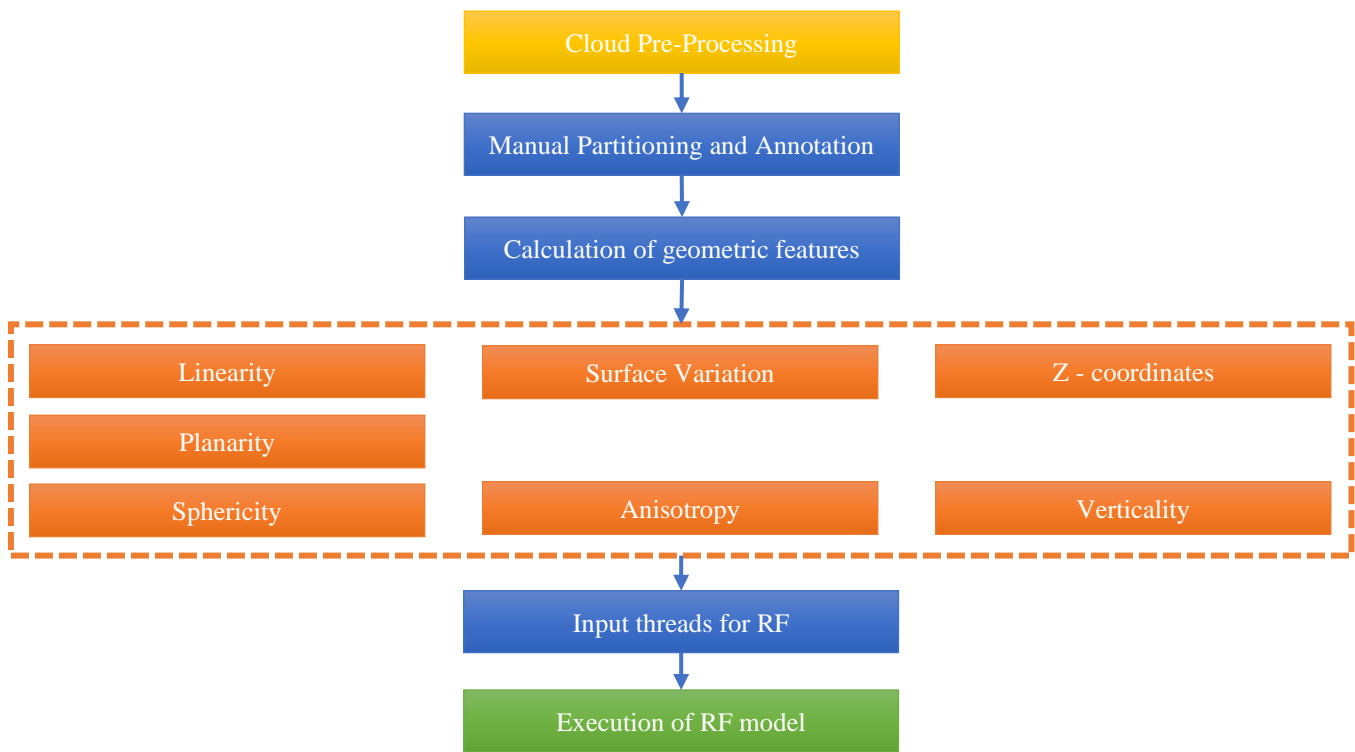 Cloud Pre-Processing
Manual Partitioning and Annotation
Calculation of geometric features
Linearity
Surface Variation
Z - coordinates
Planarity
Sphericity
Anisotropy
Verticality
Input threads for RF
Execution of RF model